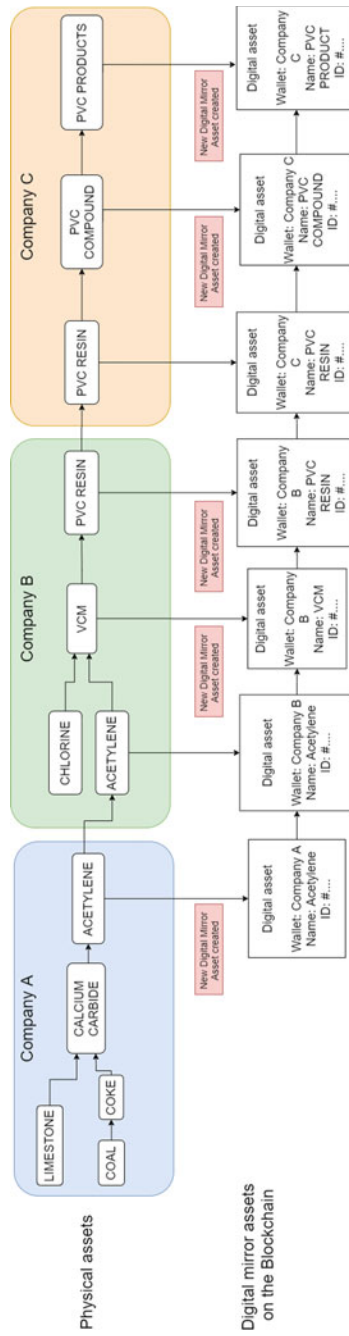 Physical assets
Company A
LIMESTONE
COAL
COKE
CALCIUM
CARBIDE
ACETYLENE
Company B
CHLORINE
ACETYLENE
VCM
PVC RESIN
Company C
PVC RESIN
PVC
COMPOUND
PVC PRODUCTS
New Digital Mirror
Asset created
New Digital Mirror
Asset created
New Digital Mirror
Asset created
New Digital Mirror
Asset created
New Digital Mirror
Asset created
Digital mirror assets
on the Blockchain
Digital asset
Wallet: Company A
Name: Acetylene
ID: #....
Digital asset
Wallet: Company B
Name: Acetylene
ID: #....
Digital asset
Wallet: Company
B
Name: VCM
ID: #....
Digital asset
Wallet: Company
B
Name: PVC
RESIN
ID: #....
Digital asset
Wallet: Company
C
Name: PVC
RESIN
ID: #....
Digital asset
Wallet: Company C
Name: PVC
COMPOUND
ID: #....
Digital asset
Wallet: Company
C
Name: PVC
PRODUCT
ID: #....